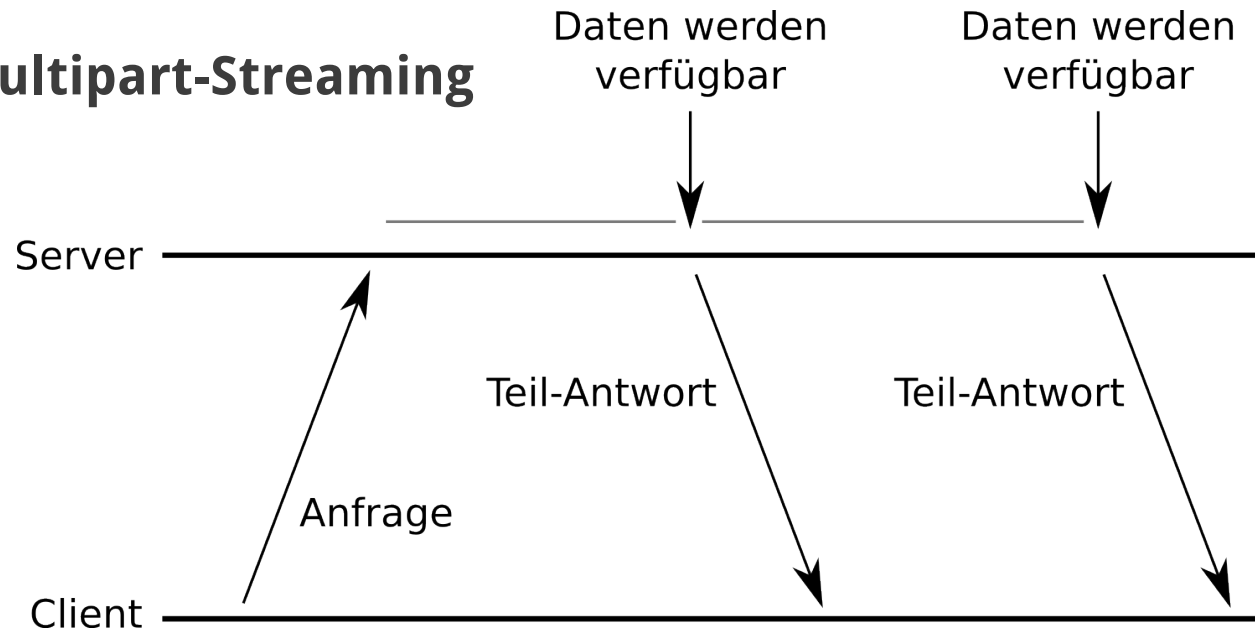 ultipart-Streaming
Daten werden
verfügbar
Daten werden
verfügbar
Server
Teil-Antwort
Teil-Antwort
Anfrage
Client